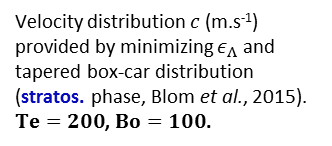 Velocity distribution c (m.s⁻¹)
provided by minimizing ϵ_Λ and
tapered box-car distribution
(stratos. phase, Blom et al., 2015).
Te = 200, Bo = 100.